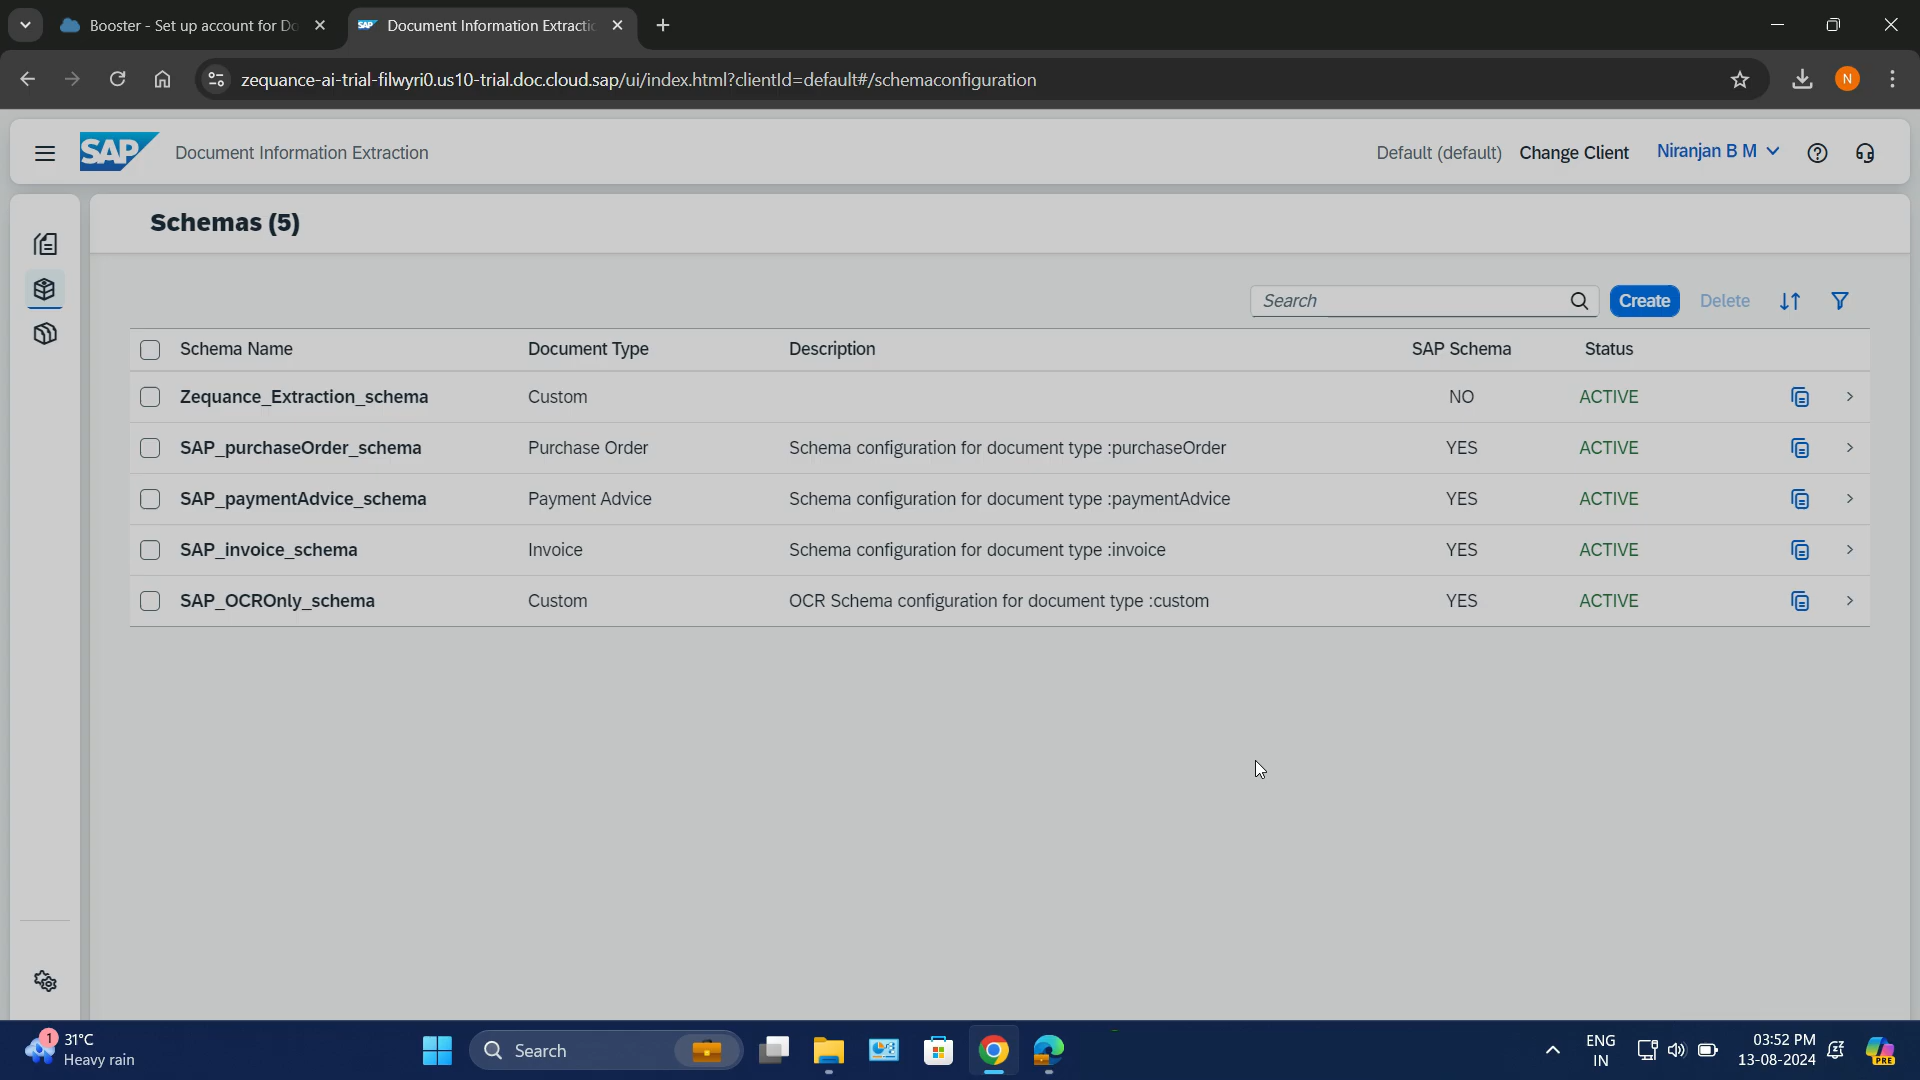 Booster - Set up account for Do
Document Information Extractio
zequance-ai-trial-filwyri0.us10-trial.doc.cloud.sap/ui/index.html?clientId=default#/schemaconfiguration
N
SAP
Document Information Extraction
Default (default)
Change Client
Niranjan B M
Schemas (5)
Search
Create
Delete
Schema Name
Document Type
Description
SAP Schema
Status
Zequance_Extraction_schema
Custom
NO
ACTIVE
SAP_purchaseOrder_schema
Purchase Order
Schema configuration for document type :purchaseOrder
YES
ACTIVE
SAP_paymentAdvice_schema
Payment Advice
Schema configuration for document type :paymentAdvice
YES
ACTIVE
SAP_invoice_schema
Invoice
Schema configuration for document type :invoice
YES
ACTIVE
SAP_OCROnly_schema
Custom
OCR Schema configuration for document type :custom
YES
ACTIVE
1
31°C
Heavy rain
Search
ENG
IN
03:52 PM
13-08-2024
PRE